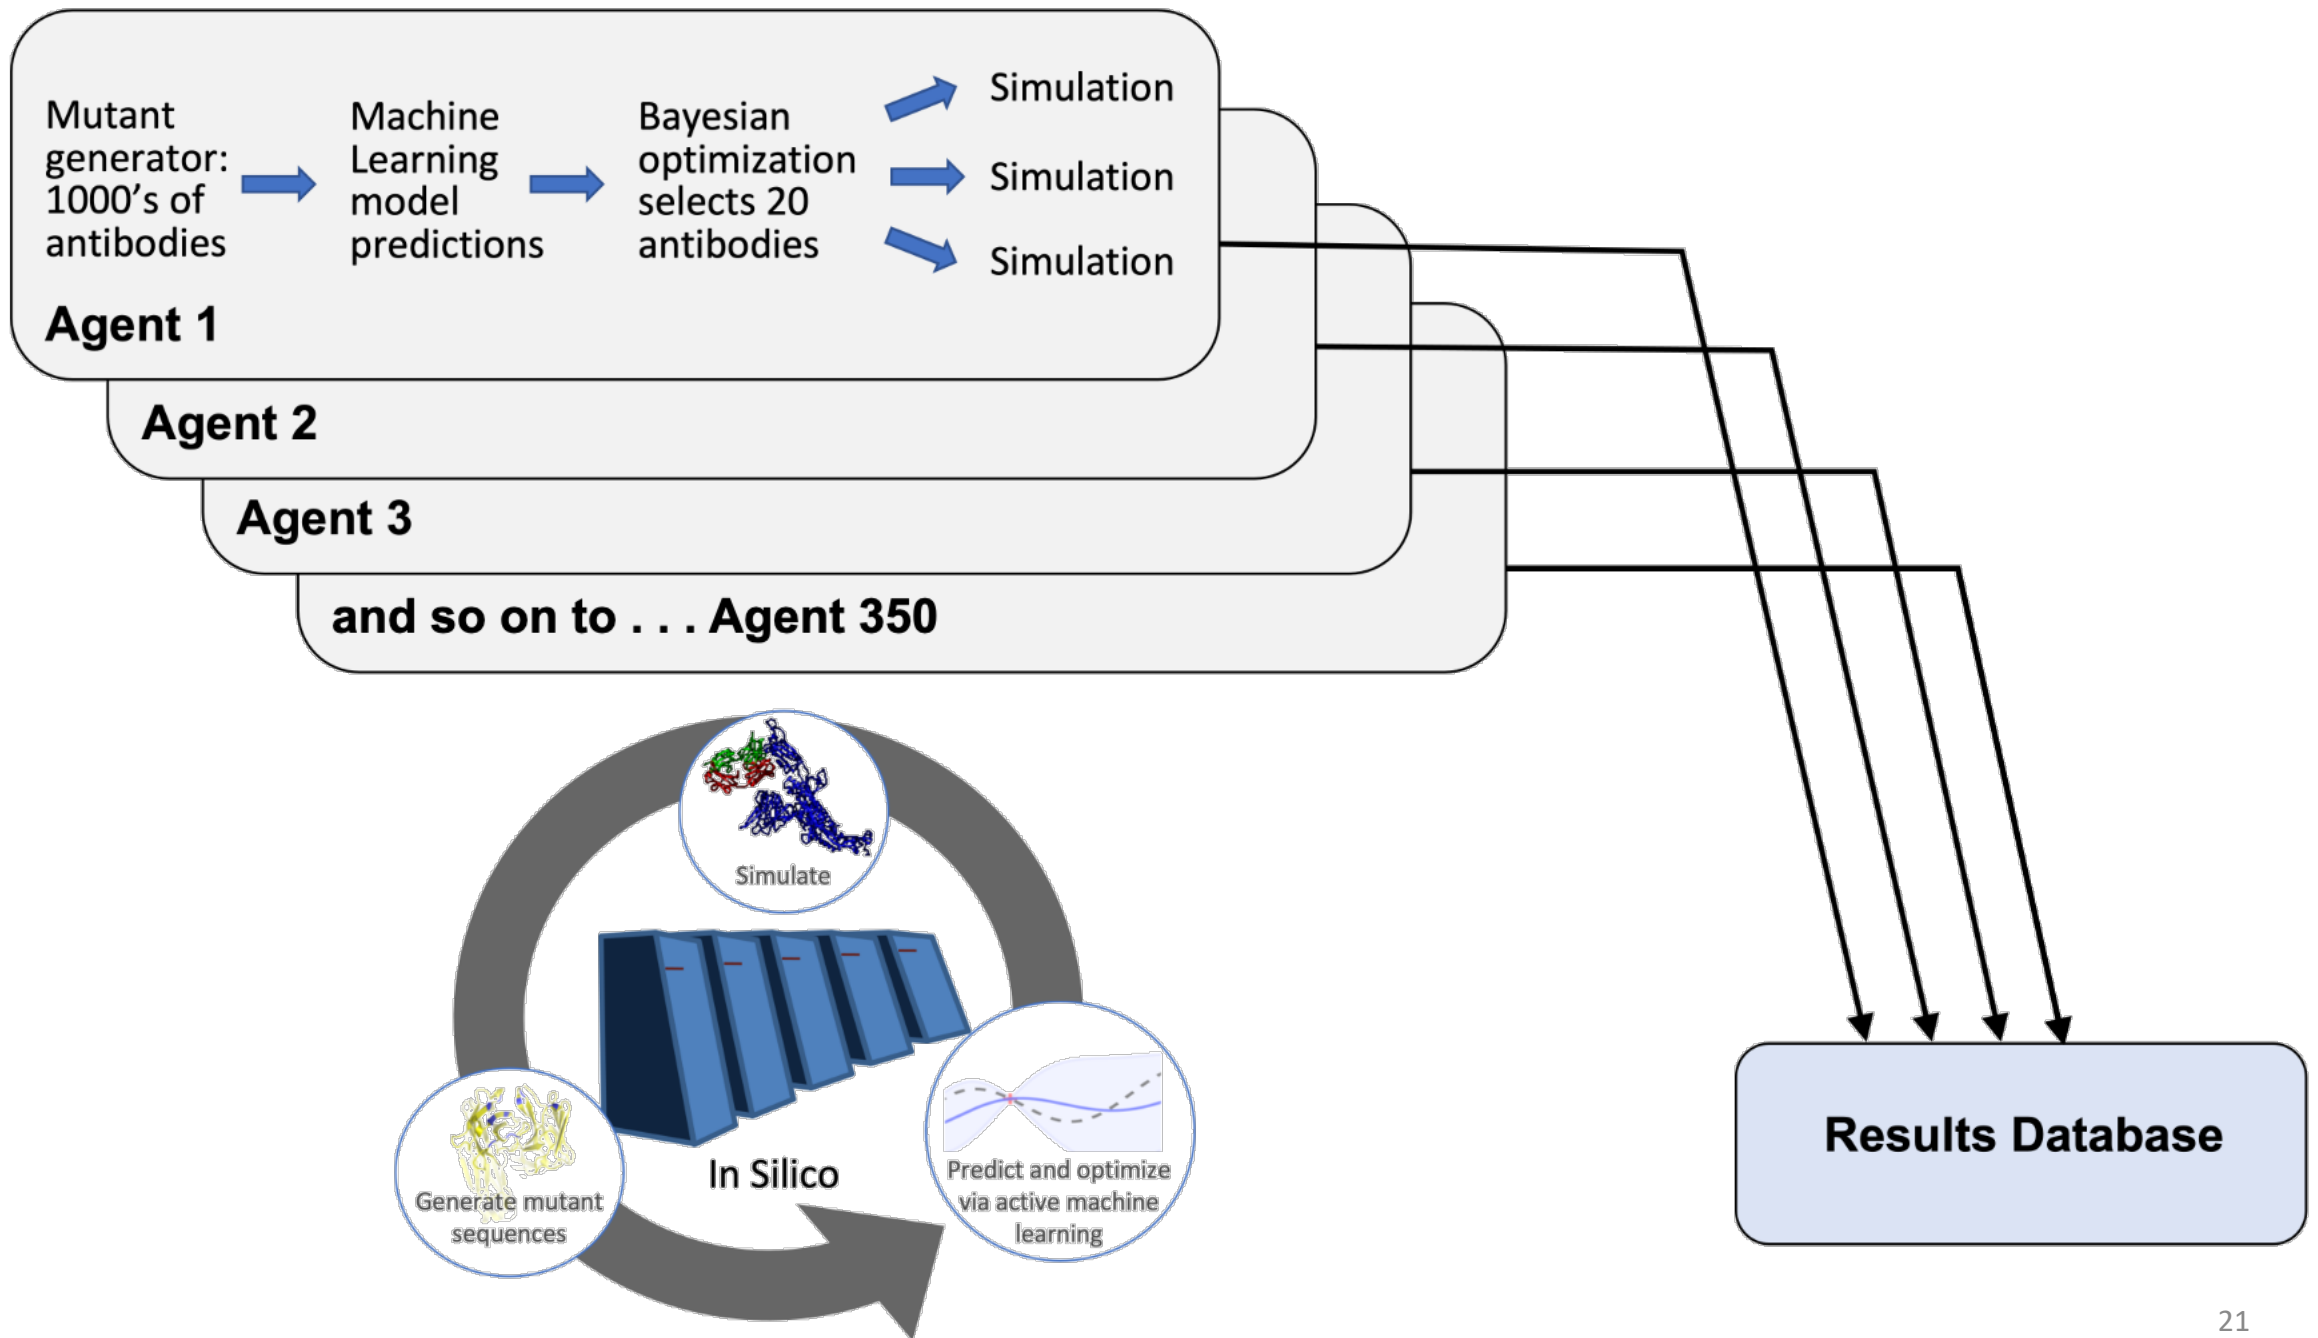 Mutant
generator:
1000's of
antibodies
Machine
Learning
model
predictions
Bayesian
optimization
selects 20
antibodies
Simulation
Simulation
Simulation
Agent 1
Agent 2
Agent 3
and so on to . . . Agent 350
Simulate
In Silico
Generate mutant
sequences
Predict and optimize
via active machine
learning
Results Database
21